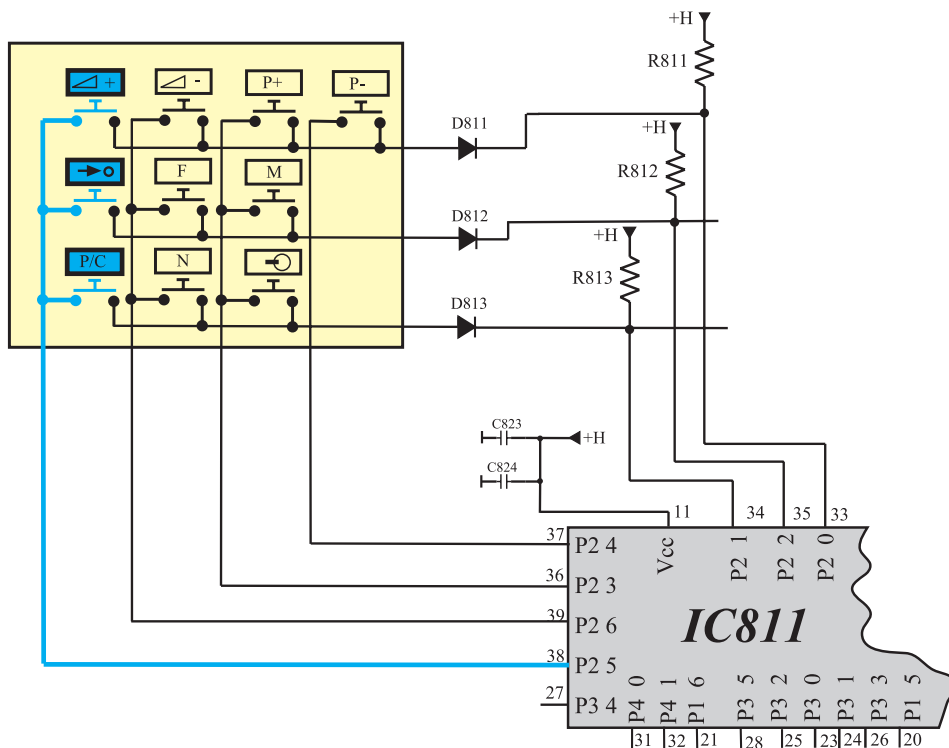 +H
R811
+
-
P+
P-
D811
+H
R812
F
M
D812
+H
R813
P/C
N
D813
C823
+H
C824
11
34
35
33
37
P2 4
Vcc
P2 1
P2 2
P2 0
36
P2 3
39
P2 6
IC811
38
P2 5
27
P3 4
P4 0
P4 1
P1 6
P3 5
P3 2
P3 0
P3 1
P3 3
P1 5
31
32
21
28
25
23
24
26
20